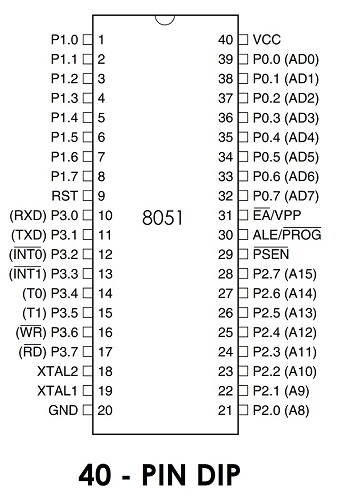 P1.0 1 40 VCC
P1.1 2 39 P0.0 (AD0)
P1.2 3 38 P0.1 (AD1)
P1.3 4 37 P0.2 (AD2)
P1.4 5 36 P0.3 (AD3)
P1.5 6 35 P0.4 (AD4)
P1.6 7 34 P0.5 (AD5)
P1.7 8 33 P0.6 (AD6)
RST 9 32 P0.7 (AD7)
(RXD) P3.0 10 8051 31 E̅A̅/VPP
(TXD) P3.1 11 30 ALE/P̅R̅O̅G̅
(I̅N̅T̅0̅) P3.2 12 29 P̅S̅E̅N̅
(I̅N̅T̅1̅) P3.3 13 28 P2.7 (A15)
(T0) P3.4 14 27 P2.6 (A14)
(T1) P3.5 15 26 P2.5 (A13)
(W̅R̅) P3.6 16 25 P2.4 (A12)
(R̅D̅) P3.7 17 24 P2.3 (A11)
XTAL2 18 23 P2.2 (A10)
XTAL1 19 22 P2.1 (A9)
GND 20 21 P2.0 (A8)
40 - PIN DIP